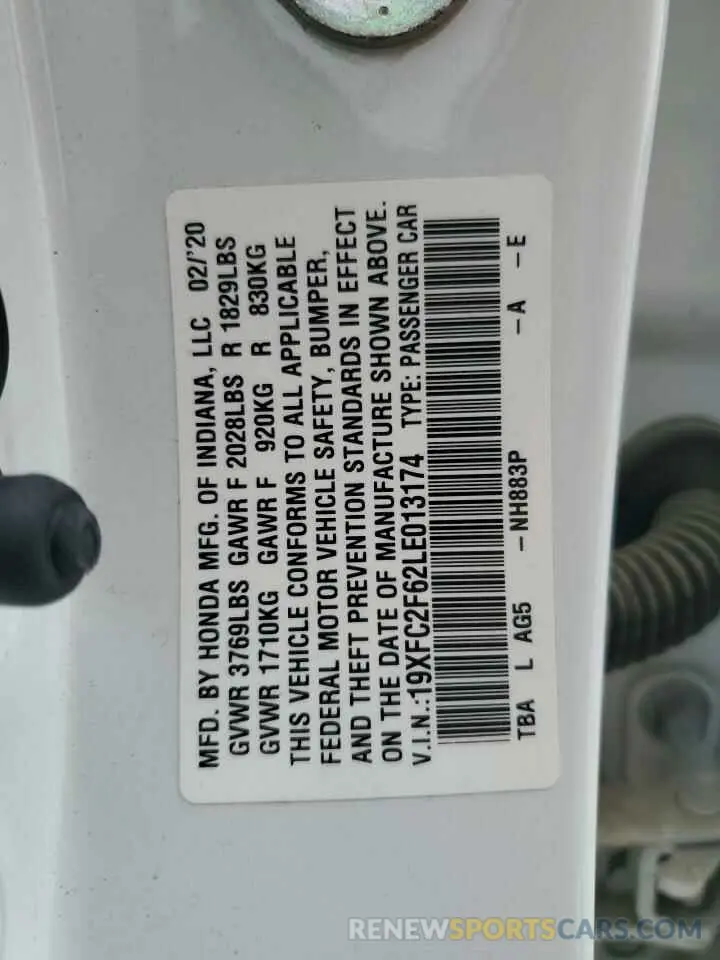 MFD. BY HONDA MFG. OF INDIANA, LLC 02/'20
GVWR 3769LBS GAWR F 2028LBS R 1829LBS
GVWR 1710KG GAWR F 920KG R 830KG
THIS VEHICLE CONFORMS TO ALL APPLICABLE
FEDERAL MOTOR VEHICLE SAFETY, BUMPER,
AND THEFT PREVENTION STANDARDS IN EFFECT
ON THE DATE OF MANUFACTURE SHOWN ABOVE.
V.I.N.:19XFC2F62LE013174 TYPE: PASSENGER CAR
TBA L AG5 -NH883P -A -E
RENEWSPORTSCARS.COM